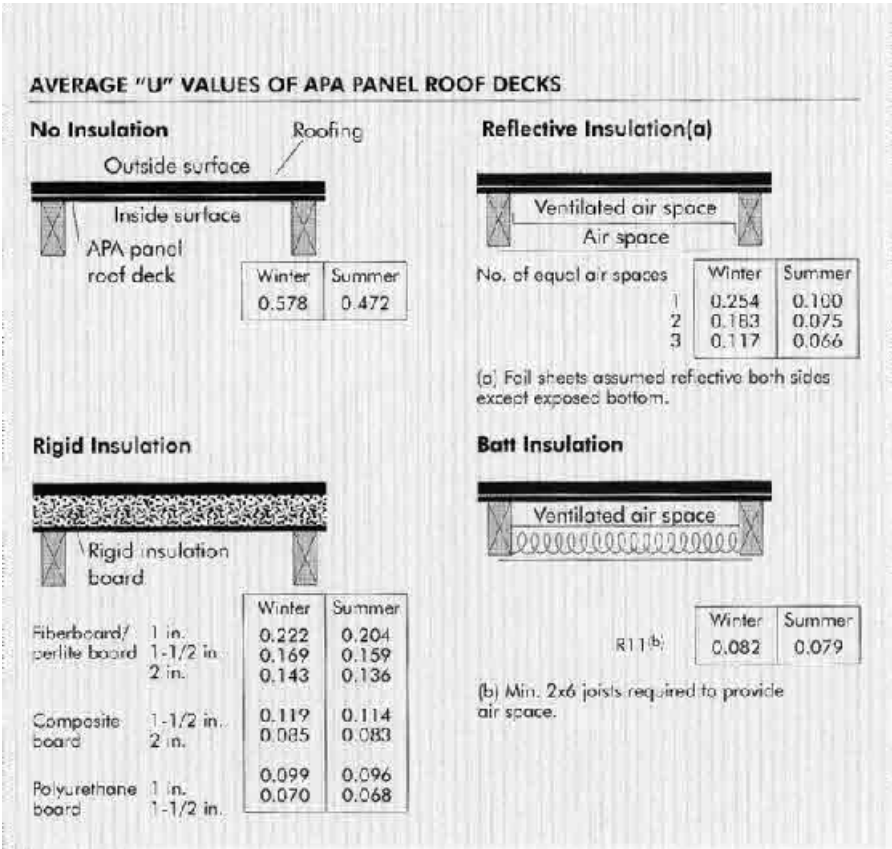 AVERAGE "U" VALUES OF APA PANEL ROOF DECKS
No Insulation
Roofing
Outside surface
Inside surface
APA panel
roof deck
Winter Summer
0.578 0.472
Reflective Insulation(a)
Ventilated air space
Air space
No. of equal air spaces Winter Summer
1 0.254 0.100
2 0.183 0.075
3 0.117 0.066
(a) Foil sheets assumed reflective both sides
except exposed bottom.
Rigid Insulation
Rigid insulation
board
Winter Summer
Fiberboard/ 1 in. 0.222 0.204
perlite board 1-1/2 in. 0.169 0.159
2 in. 0.143 0.136
Composite 1-1/2 in. 0.119 0.114
board 2 in. 0.085 0.083
Polyurethane 1 in. 0.099 0.096
board 1-1/2 in. 0.070 0.068
Batt Insulation
Ventilated air space
Winter Summer
R11(b) 0.082 0.079
(b) Min. 2x6 joists required to provide
air space.